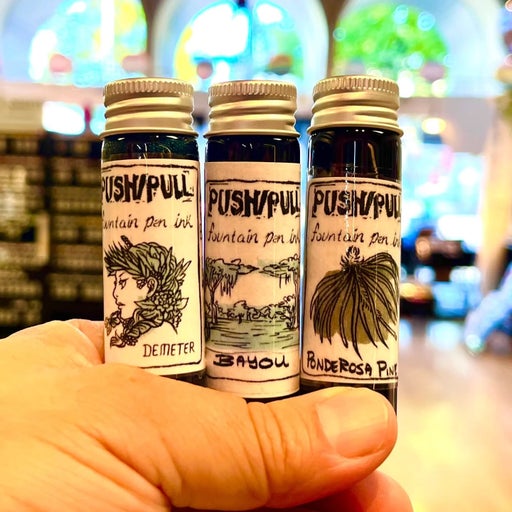 PUSH/PULL
fountain pen ink
DEMETER
PUSH/PULL
fountain pen ink
BAYOU
PUSH/PULL
fountain pen ink
PONDEROSA PINE